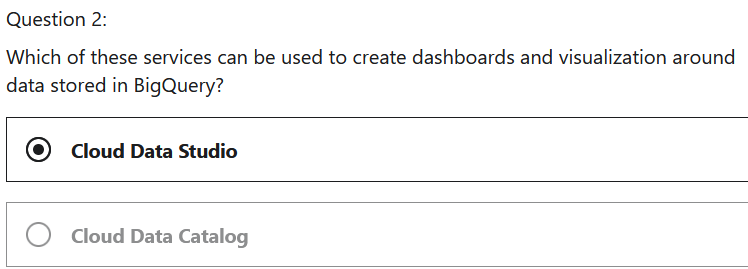 Question 2:
Which of these services can be used to create dashboards and visualization around
data stored in BigQuery?
Cloud Data Studio
Cloud Data Catalog